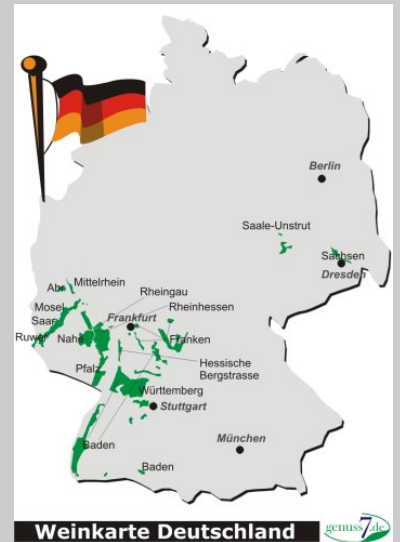 Berlin
Saale-Unstrut
Sachsen
Dresden
Ahr
Mittelrhein
Rheingau
Mosel
Rheinhessen
Saar
Frankfurt
Ruwer
Nahe
Franken
Pfalz
Hessische
Bergstrasse
Württemberg
Stuttgart
München
Baden
Baden
Weinkarte Deutschland
genuss7.de